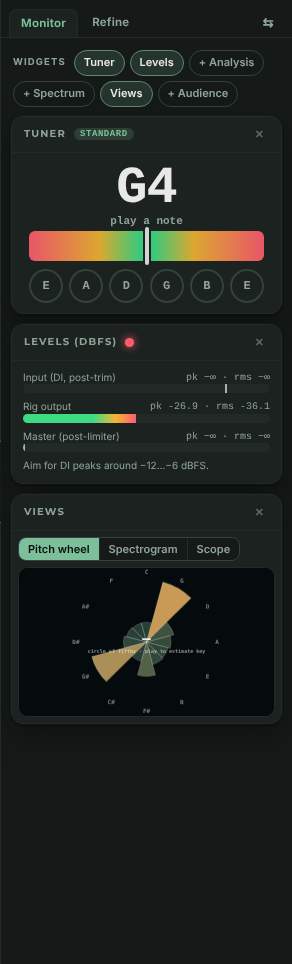 Monitor Refine ⇆
WIDGETS Tuner Levels + Analysis
+ Spectrum Views + Audience
TUNER STANDARD ×
G4
play a note
E A D G B E
LEVELS (DBFS) ×
Input (DI, post-trim) pk −∞ · rms −∞
Rig output pk -26.9 · rms -36.1
Master (post-limiter) pk −∞ · rms −∞
Aim for DI peaks around −12…−6 dBFS.
VIEWS ×
Pitch wheel Spectrogram Scope
C
F G
A# D
D# A
circle of fifths · play to estimate key
G# E
C# B
F#